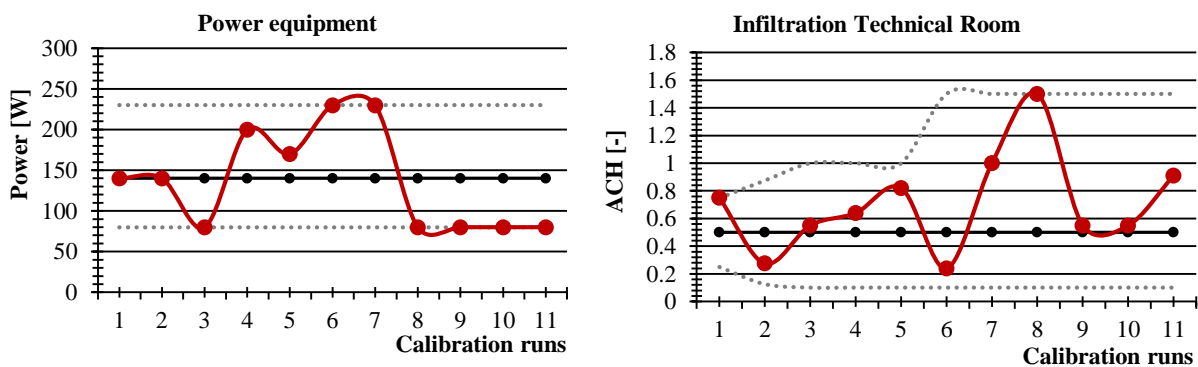 Power equipment
300
250
200
150
100
50
0
Power [W]
1 2 3 4 5 6 7 8 9 10 11
Calibration runs
Infiltration Technical Room
1.8
1.6
1.4
1.2
1
0.8
0.6
0.4
0.2
0
ACH [-]
1 2 3 4 5 6 7 8 9 10 11
Calibration runs